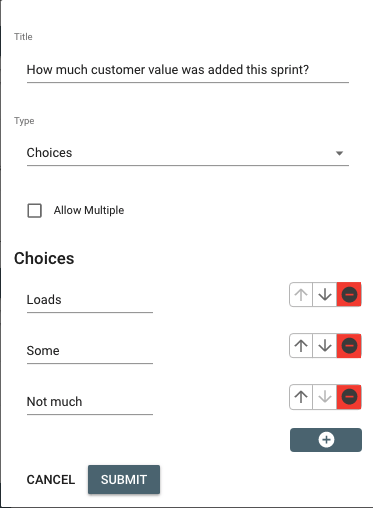 Title
How much customer value was added this sprint?
Type
Choices
Allow Multiple
Choices
Loads
Some
Not much
CANCEL SUBMIT